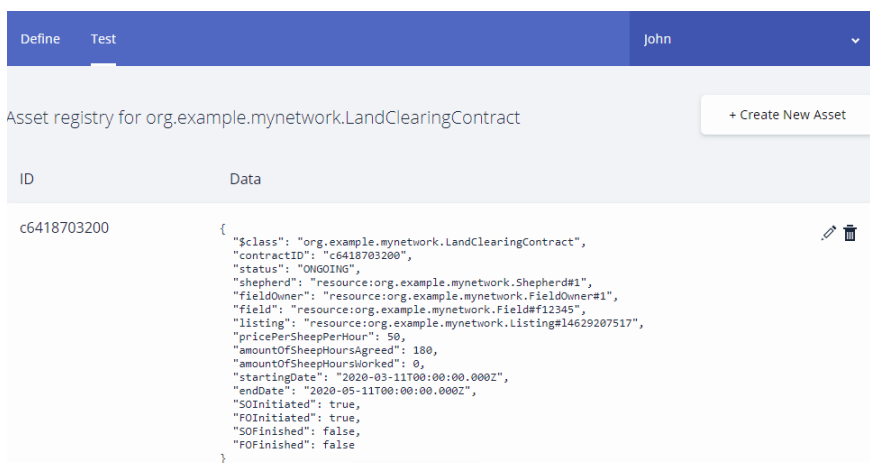 Define Test John
Asset registry for org.example.mynetwork.LandClearingContract + Create New Asset
ID Data
c6418703200
{
"$class": "org.example.mynetwork.LandClearingContract",
"contractID": "c6418703200",
"status": "ONGOING",
"shepherd": "resource:org.example.mynetwork.Shepherd#1",
"fieldOwner": "resource:org.example.mynetwork.FieldOwner#1",
"field": "resource:org.example.mynetwork.Field#f12345",
"listing": "resource:org.example.mynetwork.Listing#l4629207517",
"pricePerSheepPerHour": 50,
"amountOfSheepHoursAgreed": 180,
"amountOfSheepHoursWorked": 0,
"startingDate": "2020-03-11T00:00:00.000Z",
"endDate": "2020-05-11T00:00:00.000Z",
"SOInitiated": true,
"FOInitiated": true,
"SOFinished": false,
"FOFinished": false
}